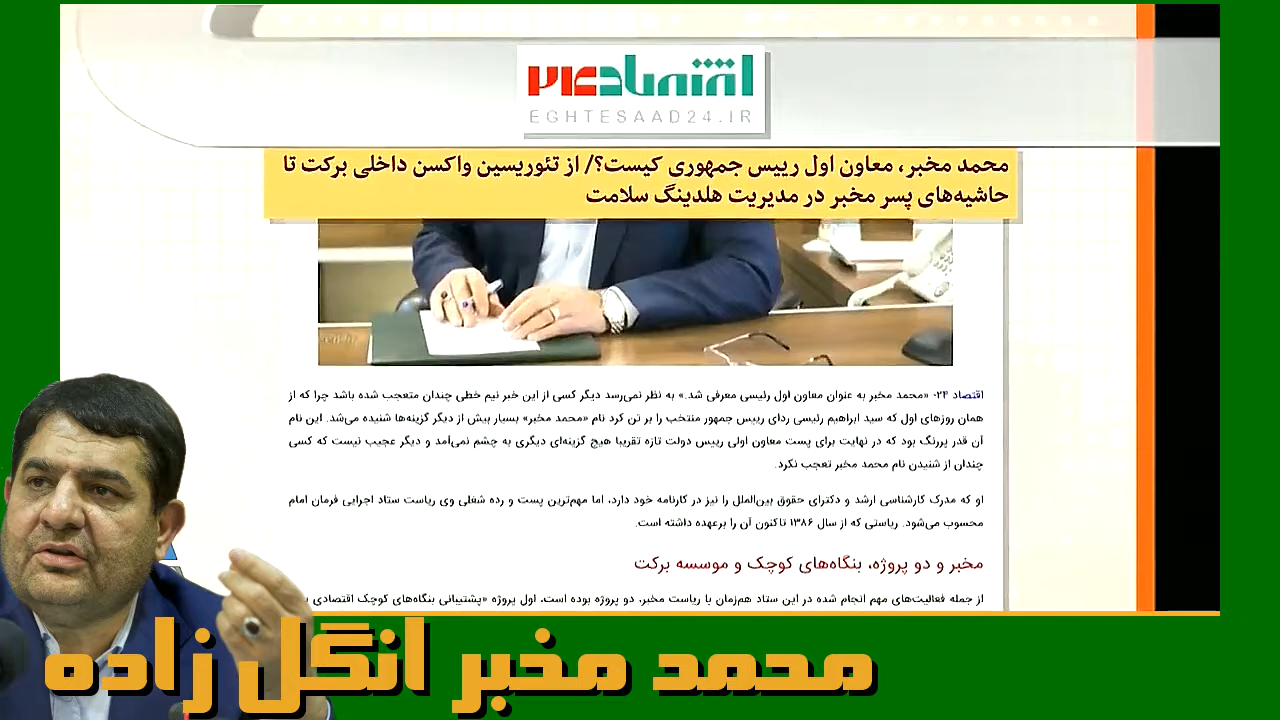 اقتصاد۲۴
EGHTESAAD24.IR
محمد مخبر، معاون اول رییس جمهوری کیست؟/ از تئوریسین واکسن داخلی برکت تا
حاشیه‌های پسر مخبر در مدیریت هلدینگ سلامت
اقتصاد ۲۴- «محمد مخبر به عنوان معاون اول رئیسی معرفی شد.» به نظر نمی‌رسد دیگر کسی از این خبر نیم خطی چندان متعجب شده باشد چرا که از
همان روزهای اول که سید ابراهیم رئیسی ردای رییس جمهور منتخب را بر تن کرد نام «محمد مخبر» بسیار بیش از دیگر گزینه‌ها شنیده می‌شد. این نام
آن قدر پررنگ بود که در نهایت برای پست معاون اولی رییس دولت تازه تقریبا هیچ گزینه‌ای دیگری به چشم نمی‌آمد و دیگر عجیب نیست که کسی
چندان از شنیدن نام محمد مخبر تعجب نکرد.
او که مدرک کارشناسی ارشد و دکترای حقوق بین‌الملل را نیز در کارنامه خود دارد، اما مهم‌ترین پست و رده شغلی وی ریاست ستاد اجرایی فرمان امام
محسوب می‌شود. ریاستی که از سال ۱۳۸۶ تاکنون آن را برعهده داشته است.
مخبر و دو پروژه، بنگاه‌های کوچک و موسسه برکت
از جمله فعالیت‌های مهم انجام شده در این ستاد هم‌زمان با ریاست مخبر، دو پروژه بوده است، اول پروژه «پشتیبانی بنگاه‌های کوچک اقتصادی
محمد مخبر انگل زاده